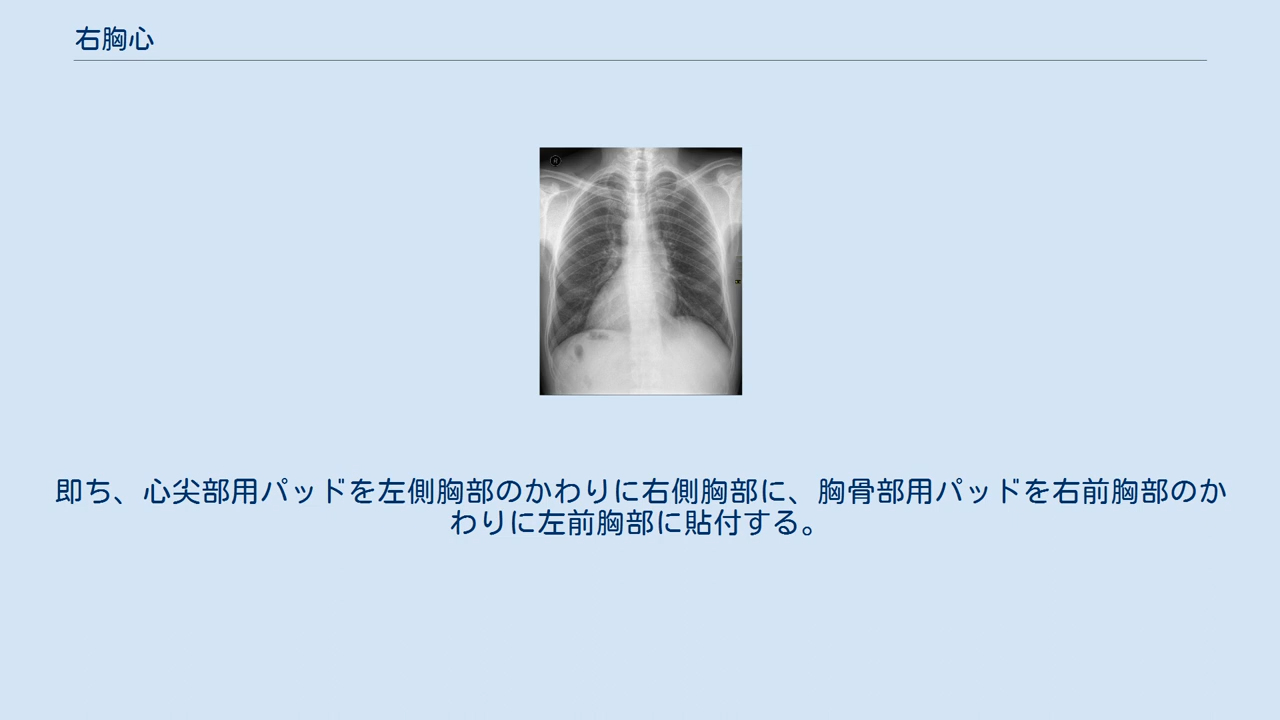 右胸心
即ち、心尖部用パッドを左側胸部のかわりに右側胸部に、胸骨部用パッドを右前胸部のか
わりに左前胸部に貼付する。